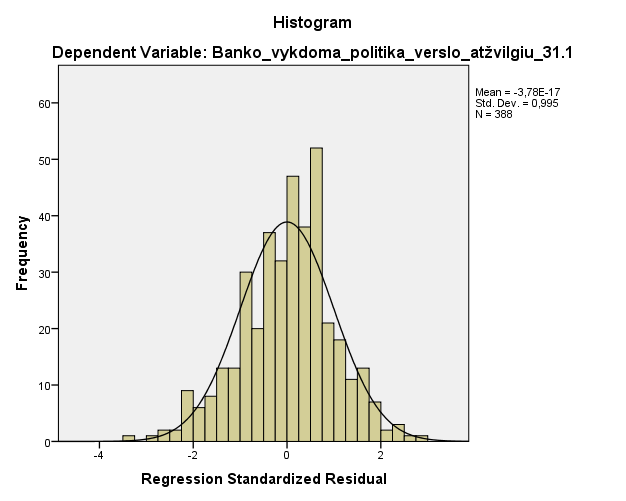 Histogram
Dependent Variable: Banko_vykdoma_politika_verslo_atžvilgiu_31.1
Mean = -3,78E-17
Std. Dev. = 0,995
N = 388
60
50
40
30
20
10
0
Frequency
-4
-2
0
2
Regression Standardized Residual